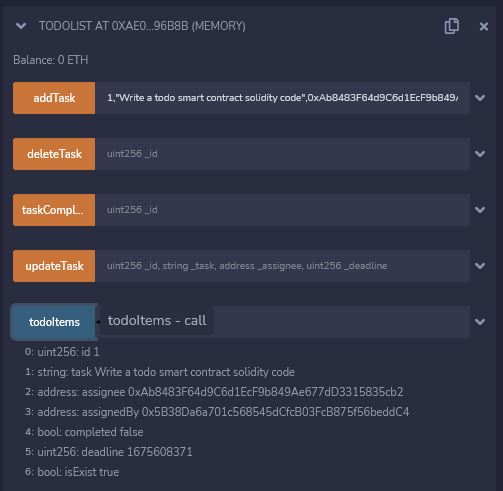 TODOLIST AT 0XAE0...96B8B (MEMORY)
Balance: 0 ETH
addTask 1,"Write a todo smart contract solidity code",0xAb8483F64d9C6d1EcF9b849A
deleteTask uint256 _id
taskCompl... uint256 _id
updateTask uint256 _id, string _task, address _assignee, uint256 _deadline
todoItems todoItems - call
0: uint256: id 1
1: string: task Write a todo smart contract solidity code
2: address: assignee 0xAb8483F64d9C6d1EcF9b849Ae677dD3315835cb2
3: address: assignedBy 0x5B38Da6a701c568545dCfcB03FcB875f56beddC4
4: bool: completed false
5: uint256: deadline 1675608371
6: bool: isExist true